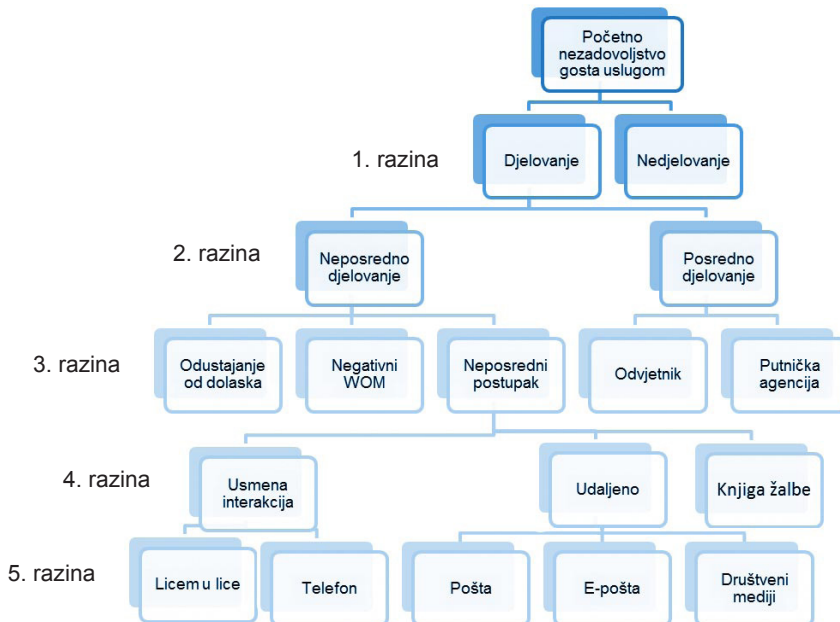 Početno
nezadovoljstvo
gosta uslugom
1. razina
Djelovanje
Nedjelovanje
2. razina
Neposredno
djelovanje
Posredno
djelovanje
3. razina
Odustajanje
od dolaska
Negativni
WOM
Neposredni
postupak
Odvjetnik
Putnička
agencija
4. razina
Usmena
interakcija
Udaljeno
Knjiga žalbe
5. razina
Licem u lice
Telefon
Pošta
E-pošta
Društveni
mediji